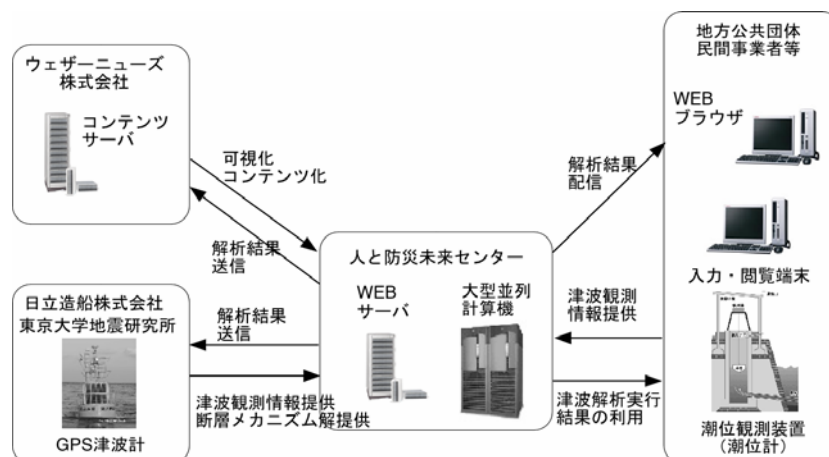 ウェザーニューズ
株式会社
コンテンツ
サーバ
可視化
コンテンツ化
解析結果
送信
日立造船株式会社
東京大学地震研究所
GPS津波計
解析結果
送信
津波観測情報提供
断層メカニズム解提供
人と防災未来センター
WEB
サーバ
大型並列
計算機
解析結果
配信
津波観測
情報提供
津波解析実行
結果の利用
地方公共団体
民間事業者等
WEB
ブラウザ
入力・閲覧端末
潮位観測装置
（潮位計）